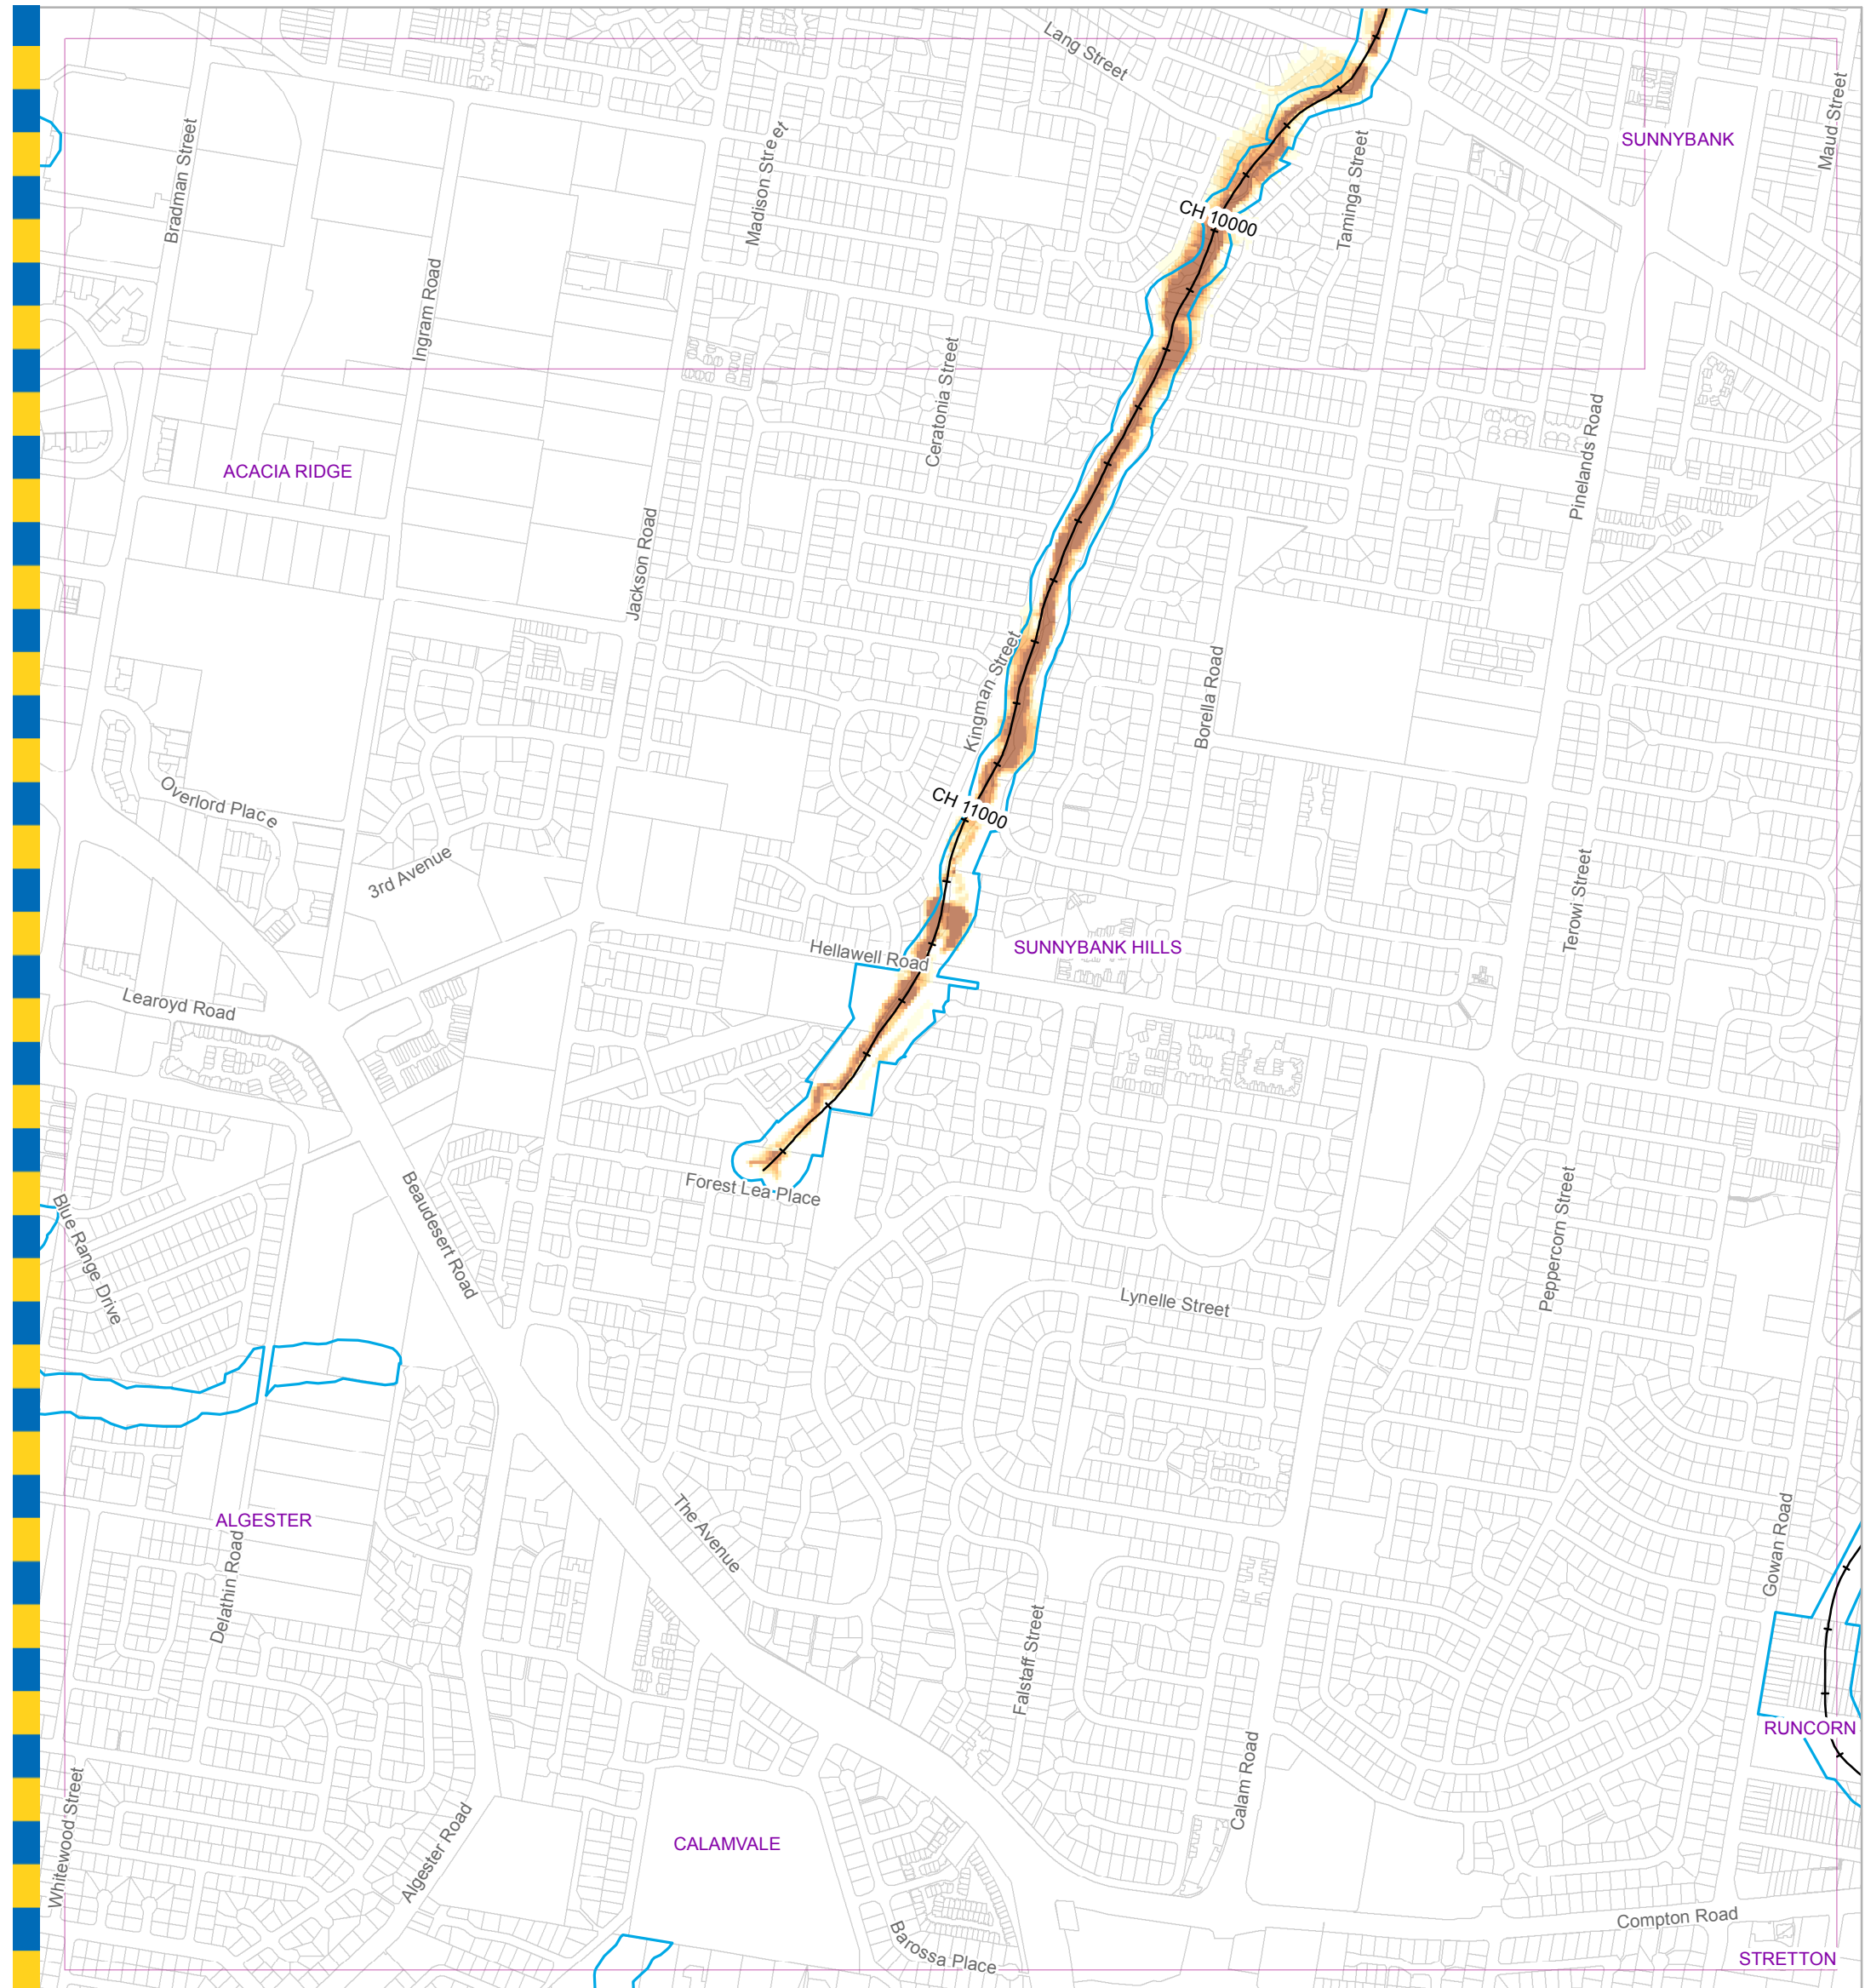 Lang Street
Maud Street
SUNNYBANK
Bradman Street
Madison Street
Taminga Street
CH 10000
Ingram Road
Ceratonia Street
Pinelands Road
ACACIA RIDGE
Jackson Road
Kingman Street
Borella Road
Overlord Place
CH 11000
3rd Avenue
Terowi Street
Hellawell Road
SUNNYBANK HILLS
Learoyd Road
Forest Lea Place
Beaudesert Road
Blue Range Drive
Peppercorn Street
Lynelle Street
The Avenue
ALGESTER
Delathin Road
Gowan Road
Falstaff Street
RUNCORN
Calam Road
Whitewood Street
Algester Road
CALAMVALE
Compton Road
Barossa Place
STRETTON